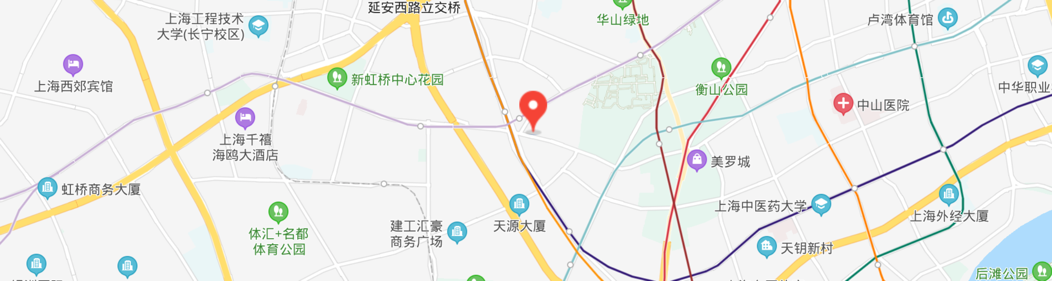 延安西路立交桥
上海工程技术
大学(长宁校区)
华山绿地
卢湾体育馆
上海西郊宾馆
新虹桥中心花园
衡山公园
中华职业
中山医院
上海千禧
海鸥大酒店
美罗城
虹桥商务大厦
上海中医药大学
建工汇豪
商务广场
天源大厦
上海外经大厦
体汇+名都
体育公园
天钥新村
后滩公园